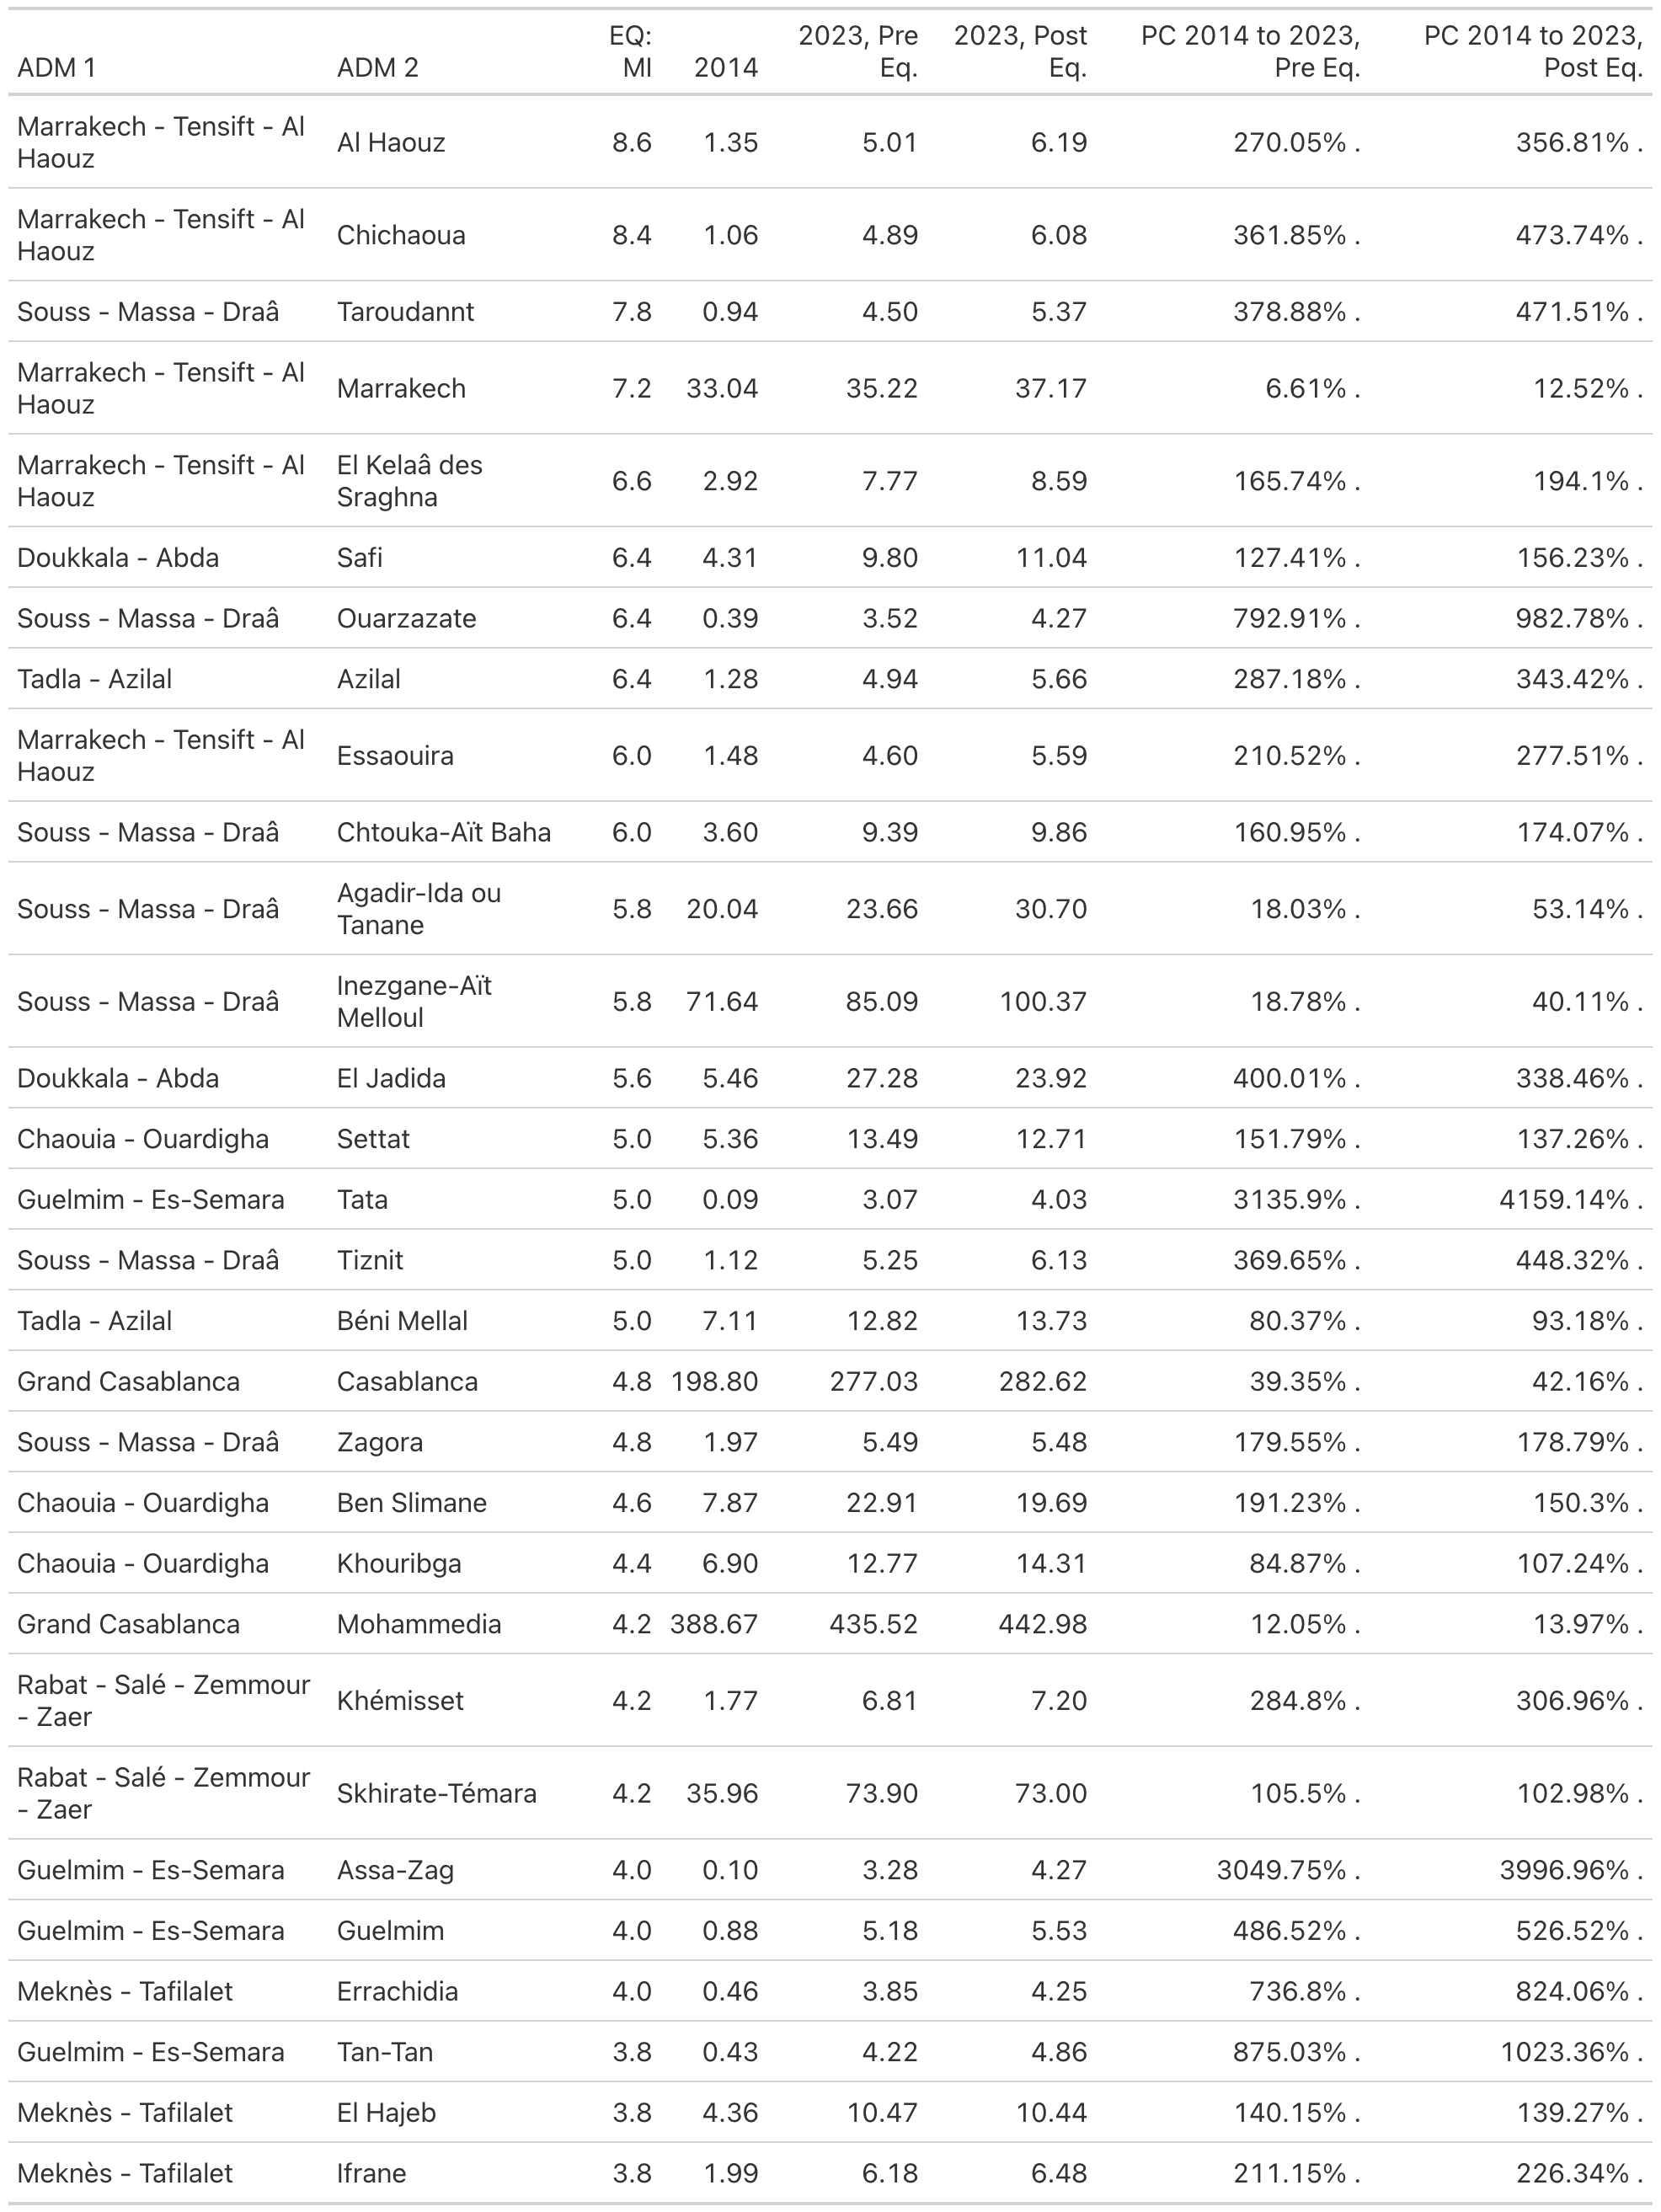 ADM 1 ADM 2 EQ: MI 2014 2023, Pre Eq. 2023, Post Eq. PC 2014 to 2023, Pre Eq. PC 2014 to 2023, Post Eq.
Marrakech - Tensift - Al Haouz Al Haouz 8.6 1.35 5.01 6.19 270.05% . 356.81% .
Marrakech - Tensift - Al Haouz Chichaoua 8.4 1.06 4.89 6.08 361.85% . 473.74% .
Souss - Massa - Draâ Taroudannt 7.8 0.94 4.50 5.37 378.88% . 471.51% .
Marrakech - Tensift - Al Haouz Marrakech 7.2 33.04 35.22 37.17 6.61% . 12.52% .
Marrakech - Tensift - Al Haouz El Kelaâ des Sraghna 6.6 2.92 7.77 8.59 165.74% . 194.1% .
Doukkala - Abda Safi 6.4 4.31 9.80 11.04 127.41% . 156.23% .
Souss - Massa - Draâ Ouarzazate 6.4 0.39 3.52 4.27 792.91% . 982.78% .
Tadla - Azilal Azilal 6.4 1.28 4.94 5.66 287.18% . 343.42% .
Marrakech - Tensift - Al Haouz Essaouira 6.0 1.48 4.60 5.59 210.52% . 277.51% .
Souss - Massa - Draâ Chtouka-Aït Baha 6.0 3.60 9.39 9.86 160.95% . 174.07% .
Souss - Massa - Draâ Agadir-Ida ou Tanane 5.8 20.04 23.66 30.70 18.03% . 53.14% .
Souss - Massa - Draâ Inezgane-Aït Melloul 5.8 71.64 85.09 100.37 18.78% . 40.11% .
Doukkala - Abda El Jadida 5.6 5.46 27.28 23.92 400.01% . 338.46% .
Chaouia - Ouardigha Settat 5.0 5.36 13.49 12.71 151.79% . 137.26% .
Guelmim - Es-Semara Tata 5.0 0.09 3.07 4.03 3135.9% . 4159.14% .
Souss - Massa - Draâ Tiznit 5.0 1.12 5.25 6.13 369.65% . 448.32% .
Tadla - Azilal Béni Mellal 5.0 7.11 12.82 13.73 80.37% . 93.18% .
Grand Casablanca Casablanca 4.8 198.80 277.03 282.62 39.35% . 42.16% .
Souss - Massa - Draâ Zagora 4.8 1.97 5.49 5.48 179.55% . 178.79% .
Chaouia - Ouardigha Ben Slimane 4.6 7.87 22.91 19.69 191.23% . 150.3% .
Chaouia - Ouardigha Khouribga 4.4 6.90 12.77 14.31 84.87% . 107.24% .
Grand Casablanca Mohammedia 4.2 388.67 435.52 442.98 12.05% . 13.97% .
Rabat - Salé - Zemmour - Zaer Khémisset 4.2 1.77 6.81 7.20 284.8% . 306.96% .
Rabat - Salé - Zemmour - Zaer Skhirate-Témara 4.2 35.96 73.90 73.00 105.5% . 102.98% .
Guelmim - Es-Semara Assa-Zag 4.0 0.10 3.28 4.27 3049.75% . 3996.96% .
Guelmim - Es-Semara Guelmim 4.0 0.88 5.18 5.53 486.52% . 526.52% .
Meknès - Tafilalet Errachidia 4.0 0.46 3.85 4.25 736.8% . 824.06% .
Guelmim - Es-Semara Tan-Tan 3.8 0.43 4.22 4.86 875.03% . 1023.36% .
Meknès - Tafilalet El Hajeb 3.8 4.36 10.47 10.44 140.15% . 139.27% .
Meknès - Tafilalet Ifrane 3.8 1.99 6.18 6.48 211.15% . 226.34% .